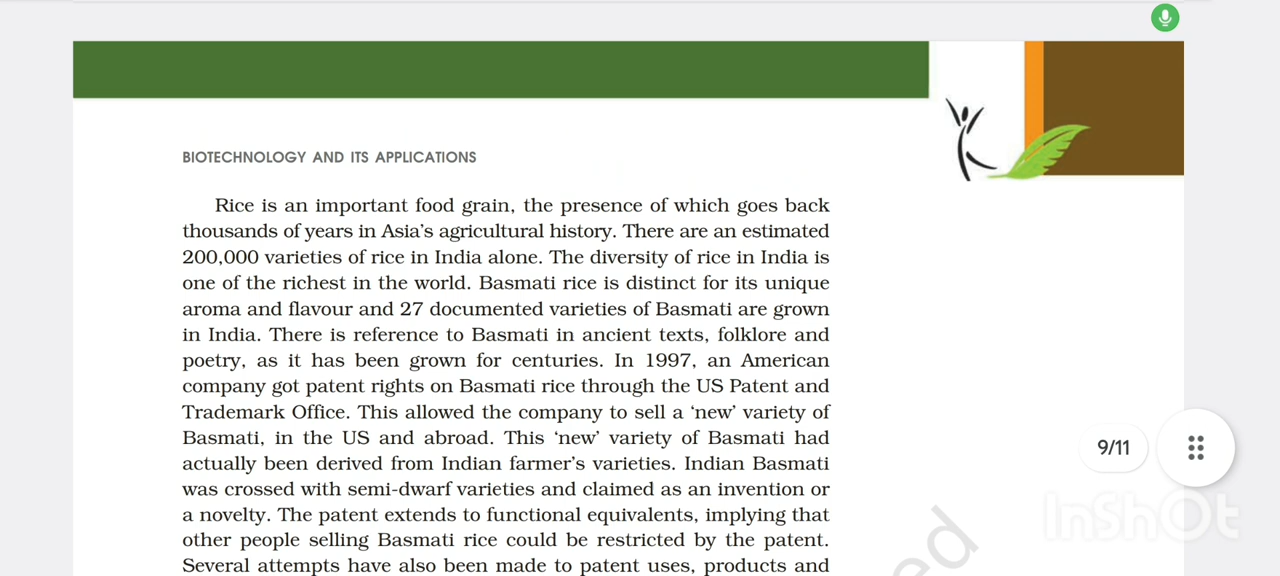 BIOTECHNOLOGY AND ITS APPLICATIONS
Rice is an important food grain, the presence of which goes back
thousands of years in Asia's agricultural history. There are an estimated
200,000 varieties of rice in India alone. The diversity of rice in India is
one of the richest in the world. Basmati rice is distinct for its unique
aroma and flavour and 27 documented varieties of Basmati are grown
in India. There is reference to Basmati in ancient texts, folklore and
poetry, as it has been grown for centuries. In 1997, an American
company got patent rights on Basmati rice through the US Patent and
Trademark Office. This allowed the company to sell a ‘new’ variety of
Basmati, in the US and abroad. This ‘new’ variety of Basmati had
actually been derived from Indian farmer’s varieties. Indian Basmati
was crossed with semi-dwarf varieties and claimed as an invention or
a novelty. The patent extends to functional equivalents, implying that
other people selling Basmati rice could be restricted by the patent.
Several attempts have also been made to patent uses, products and
9/11
InShOt
ed